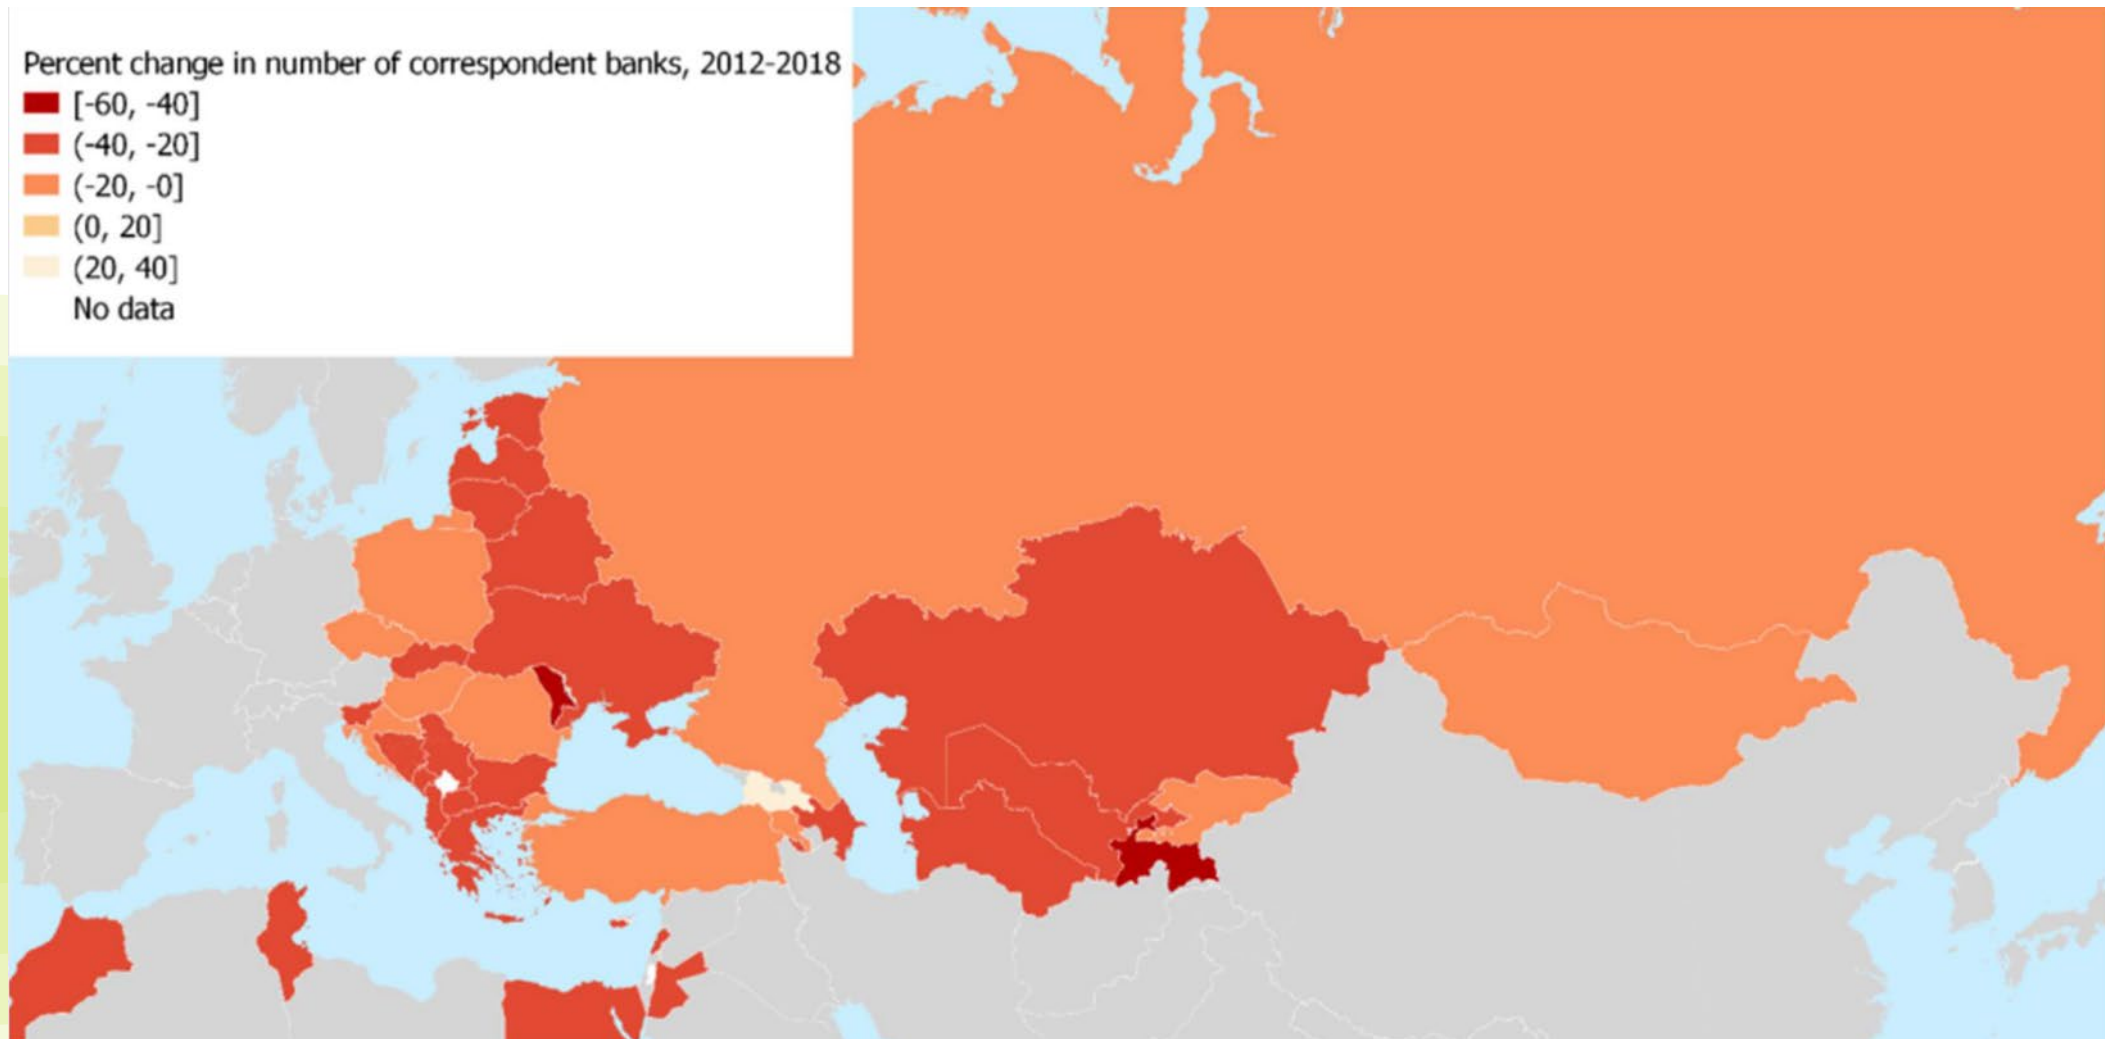 Percent change in number of correspondent banks, 2012-2018
[-60, -40]
(-40, -20]
(-20, -0]
(0, 20]
(20, 40]
No data